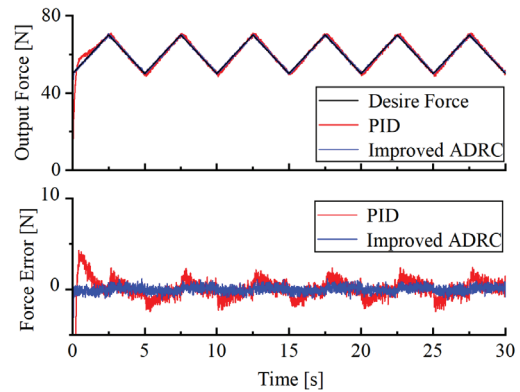 80
40
0
Output Force [N]
Desire Force
PID
Improved ADRC
10
0
Force Error [N]
PID
Improved ADRC
0 5 10 15 20 25 30
Time [s]